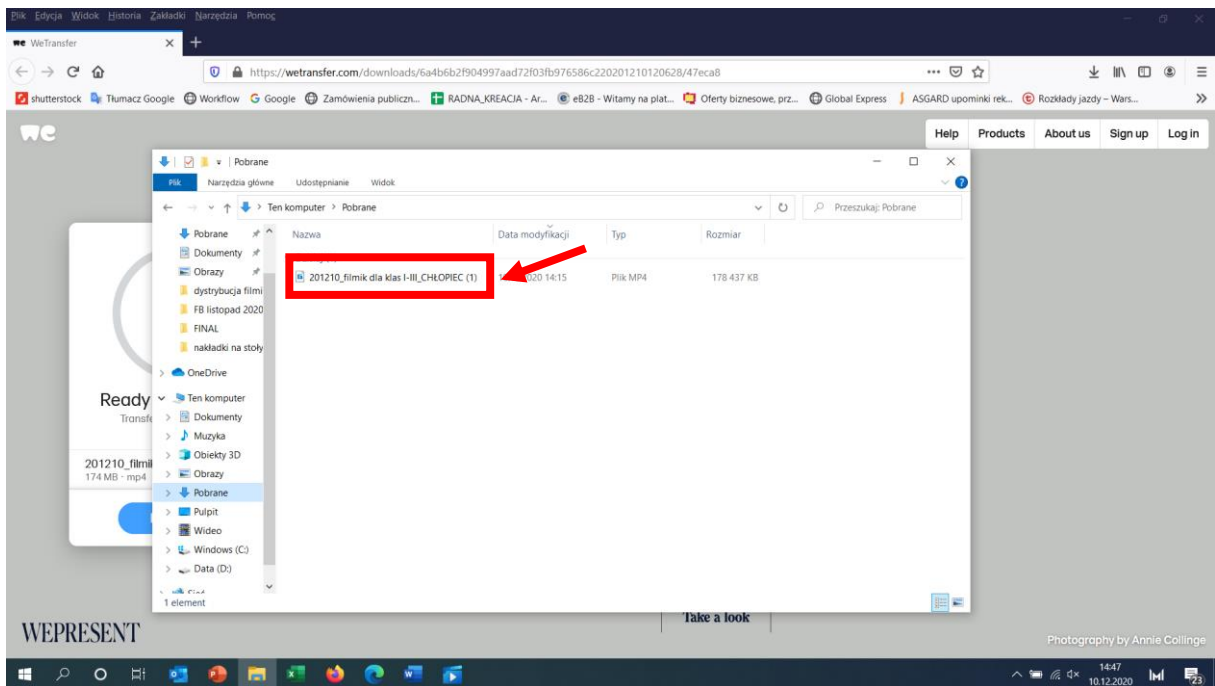 Plik Edycja Widok Historia Zakładki Narzędzia Pomoc
we WeTransfer
https://wetransfer.com/downloads/6a4b6b2f904997aad72f03fb976586c220201210120628/47eca8
shutterstock Tłumacz Google Workflow Google Zamówienia publiczn... RADNA_KREACJA - Ar... eB2B - Witamy na plat... Oferty biznesowe, prz... Global Express ASGARD upominki rek... Rozkłady jazdy – Wars...
we Help Products About us Sign up Log in
Pobrane
Plik Narzędzia główne Udostępnianie Widok
Ten komputer > Pobrane Przeszukaj: Pobrane
Pobrane Nazwa Data modyfikacji Typ Rozmiar
Dokumenty
Obrazy 201210_filmik dla klas I-III_CHŁOPIEC (1) 14:15 Plik MP4 178 437 KB
dystrybucja filmi
FB listopad 2020
FINAL
nakładki na stoły
OneDrive
Ready Ten komputer
Transfe Dokumenty
Muzyka
Obiekty 3D
201210_filmi Obrazy
174 MB - mp4
Pobrane
Pulpit
Wideo
Windows (C:)
Data (D:)
1 element
Take a look
WEPRESENT
Photography by Annie Collinge
14:47
10.12.2020
23